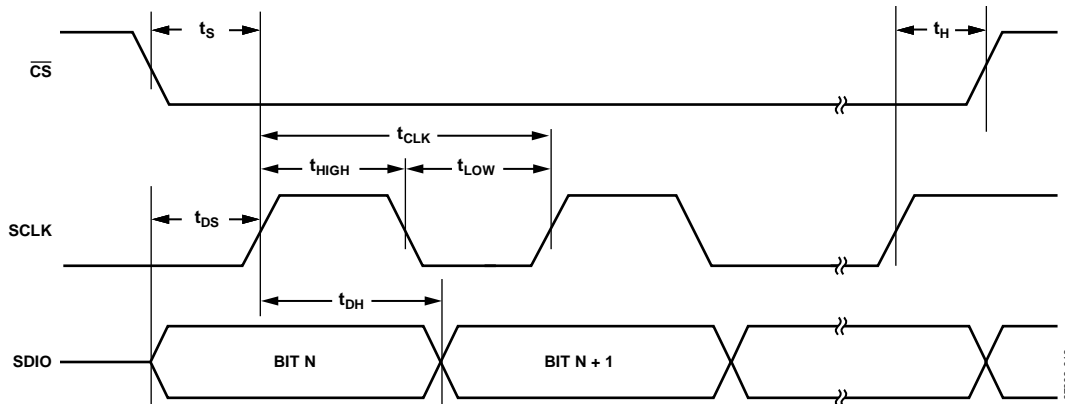 tS
tH
CS
tCLK
tHIGH
tLOW
tDS
SCLK
tDH
SDIO
BIT N
BIT N + 1